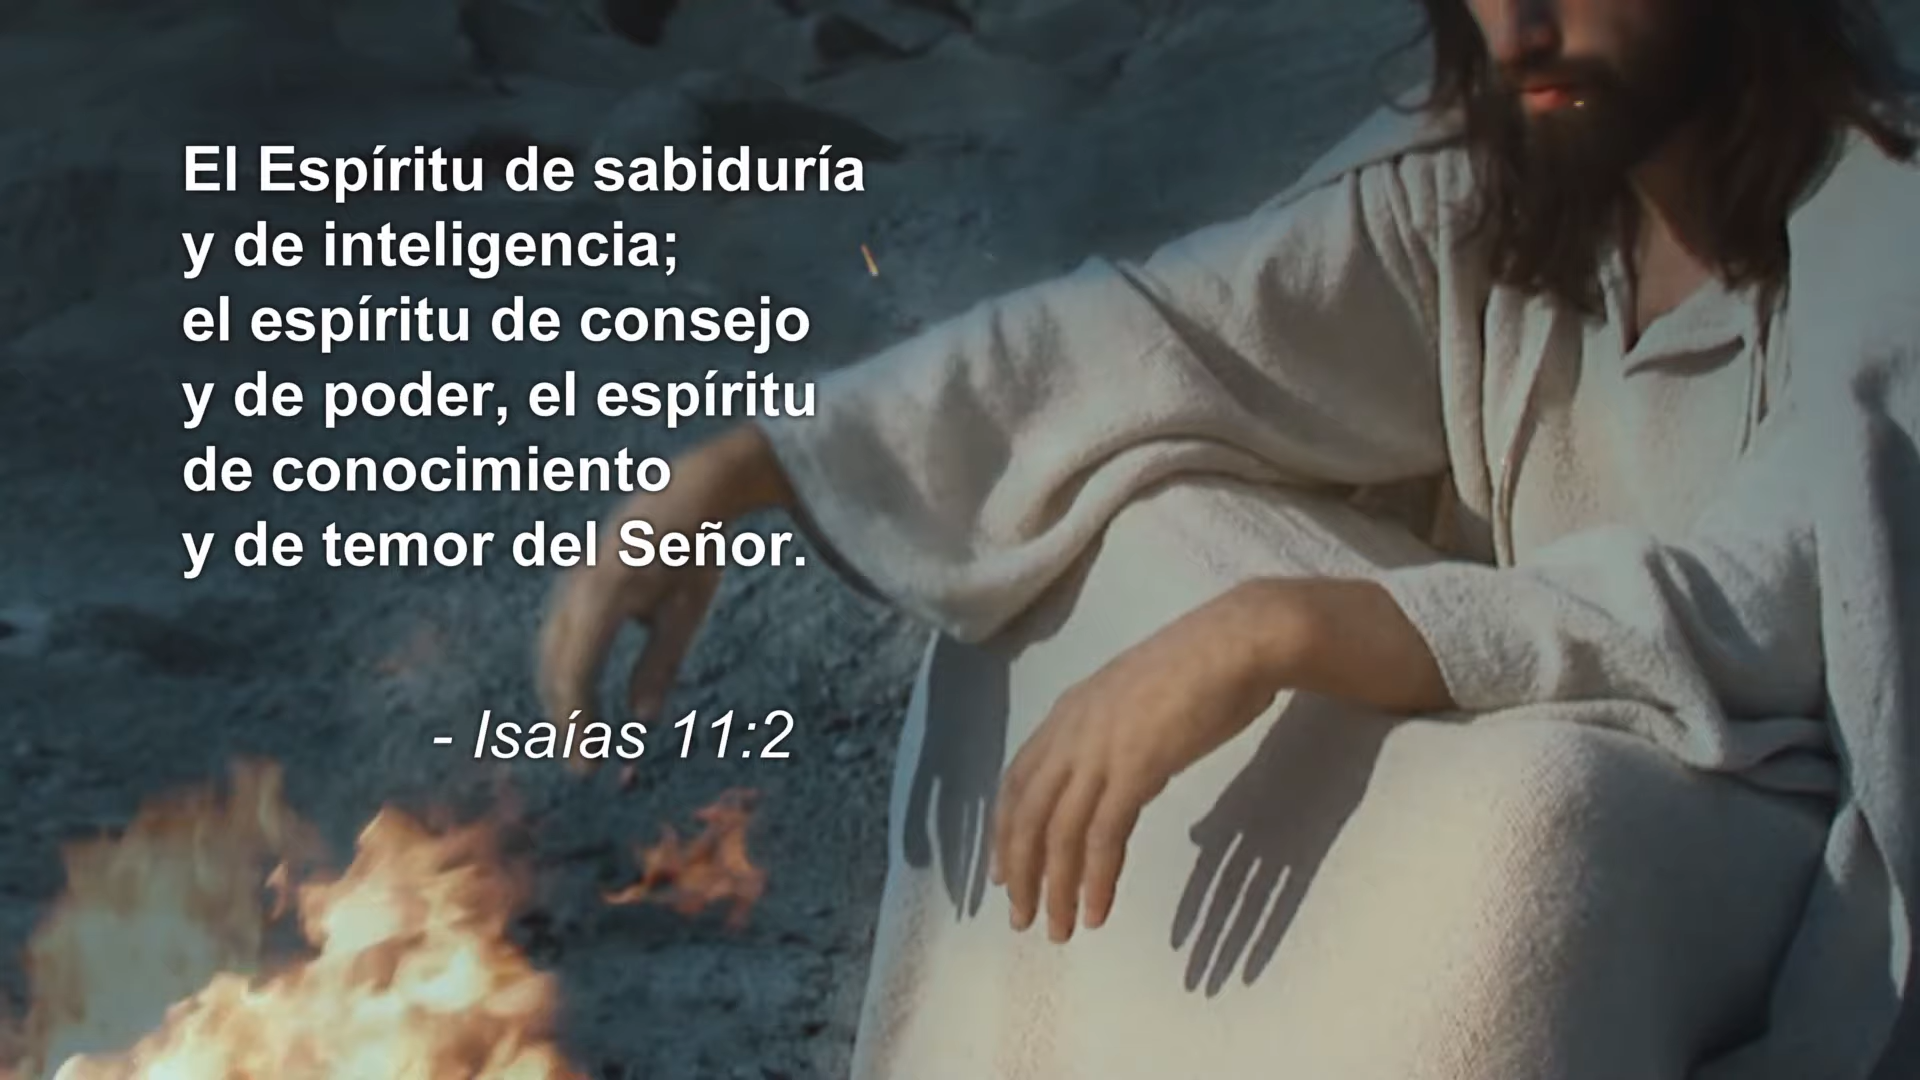 El Espíritu de sabiduría
y de inteligencia;
el espíritu de consejo
y de poder, el espíritu
de conocimiento
y de temor del Señor.
- Isaías 11:2